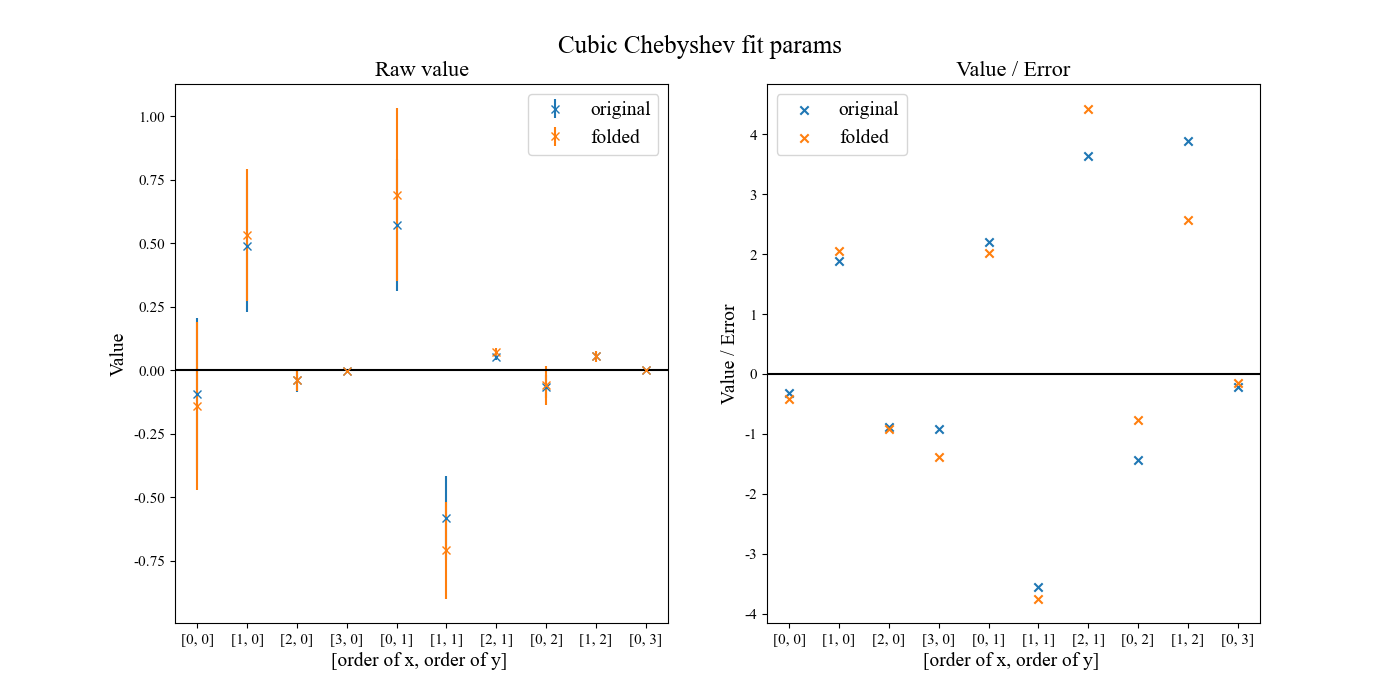 Cubic Chebyshev fit params
Raw value
Value
1.00
0.75
0.50
0.25
0.00
-0.25
-0.50
-0.75
original
folded
[0, 0] [1, 0] [2, 0] [3, 0] [0, 1] [1, 1] [2, 1] [0, 2] [1, 2] [0, 3]
[order of x, order of y]
Value / Error
Value / Error
4
3
2
1
0
-1
-2
-3
-4
original
folded
[0, 0] [1, 0] [2, 0] [3, 0] [0, 1] [1, 1] [2, 1] [0, 2] [1, 2] [0, 3]
[order of x, order of y]